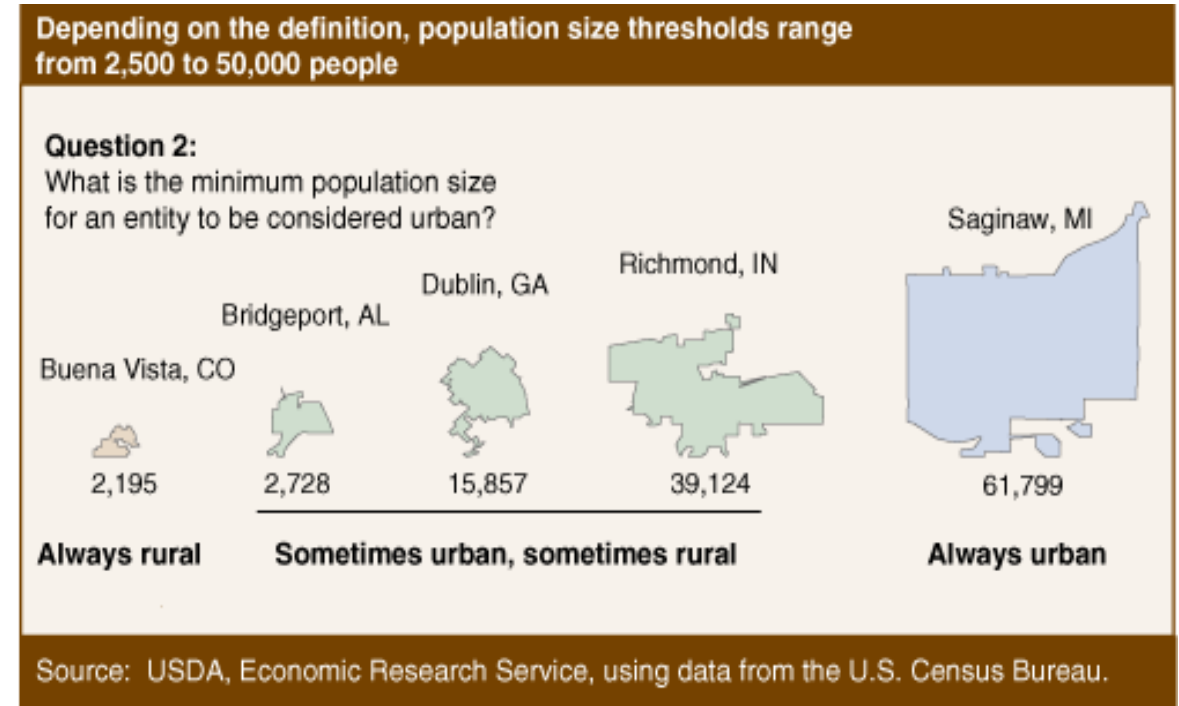 Depending on the definition, population size thresholds range
from 2,500 to 50,000 people
Question 2:
What is the minimum population size
for an entity to be considered urban?
Saginaw, MI
Richmond, IN
Dublin, GA
Bridgeport, AL
Buena Vista, CO
2,195
2,728
15,857
39,124
61,799
Always rural
Sometimes urban, sometimes rural
Always urban
Source: USDA, Economic Research Service, using data from the U.S. Census Bureau.